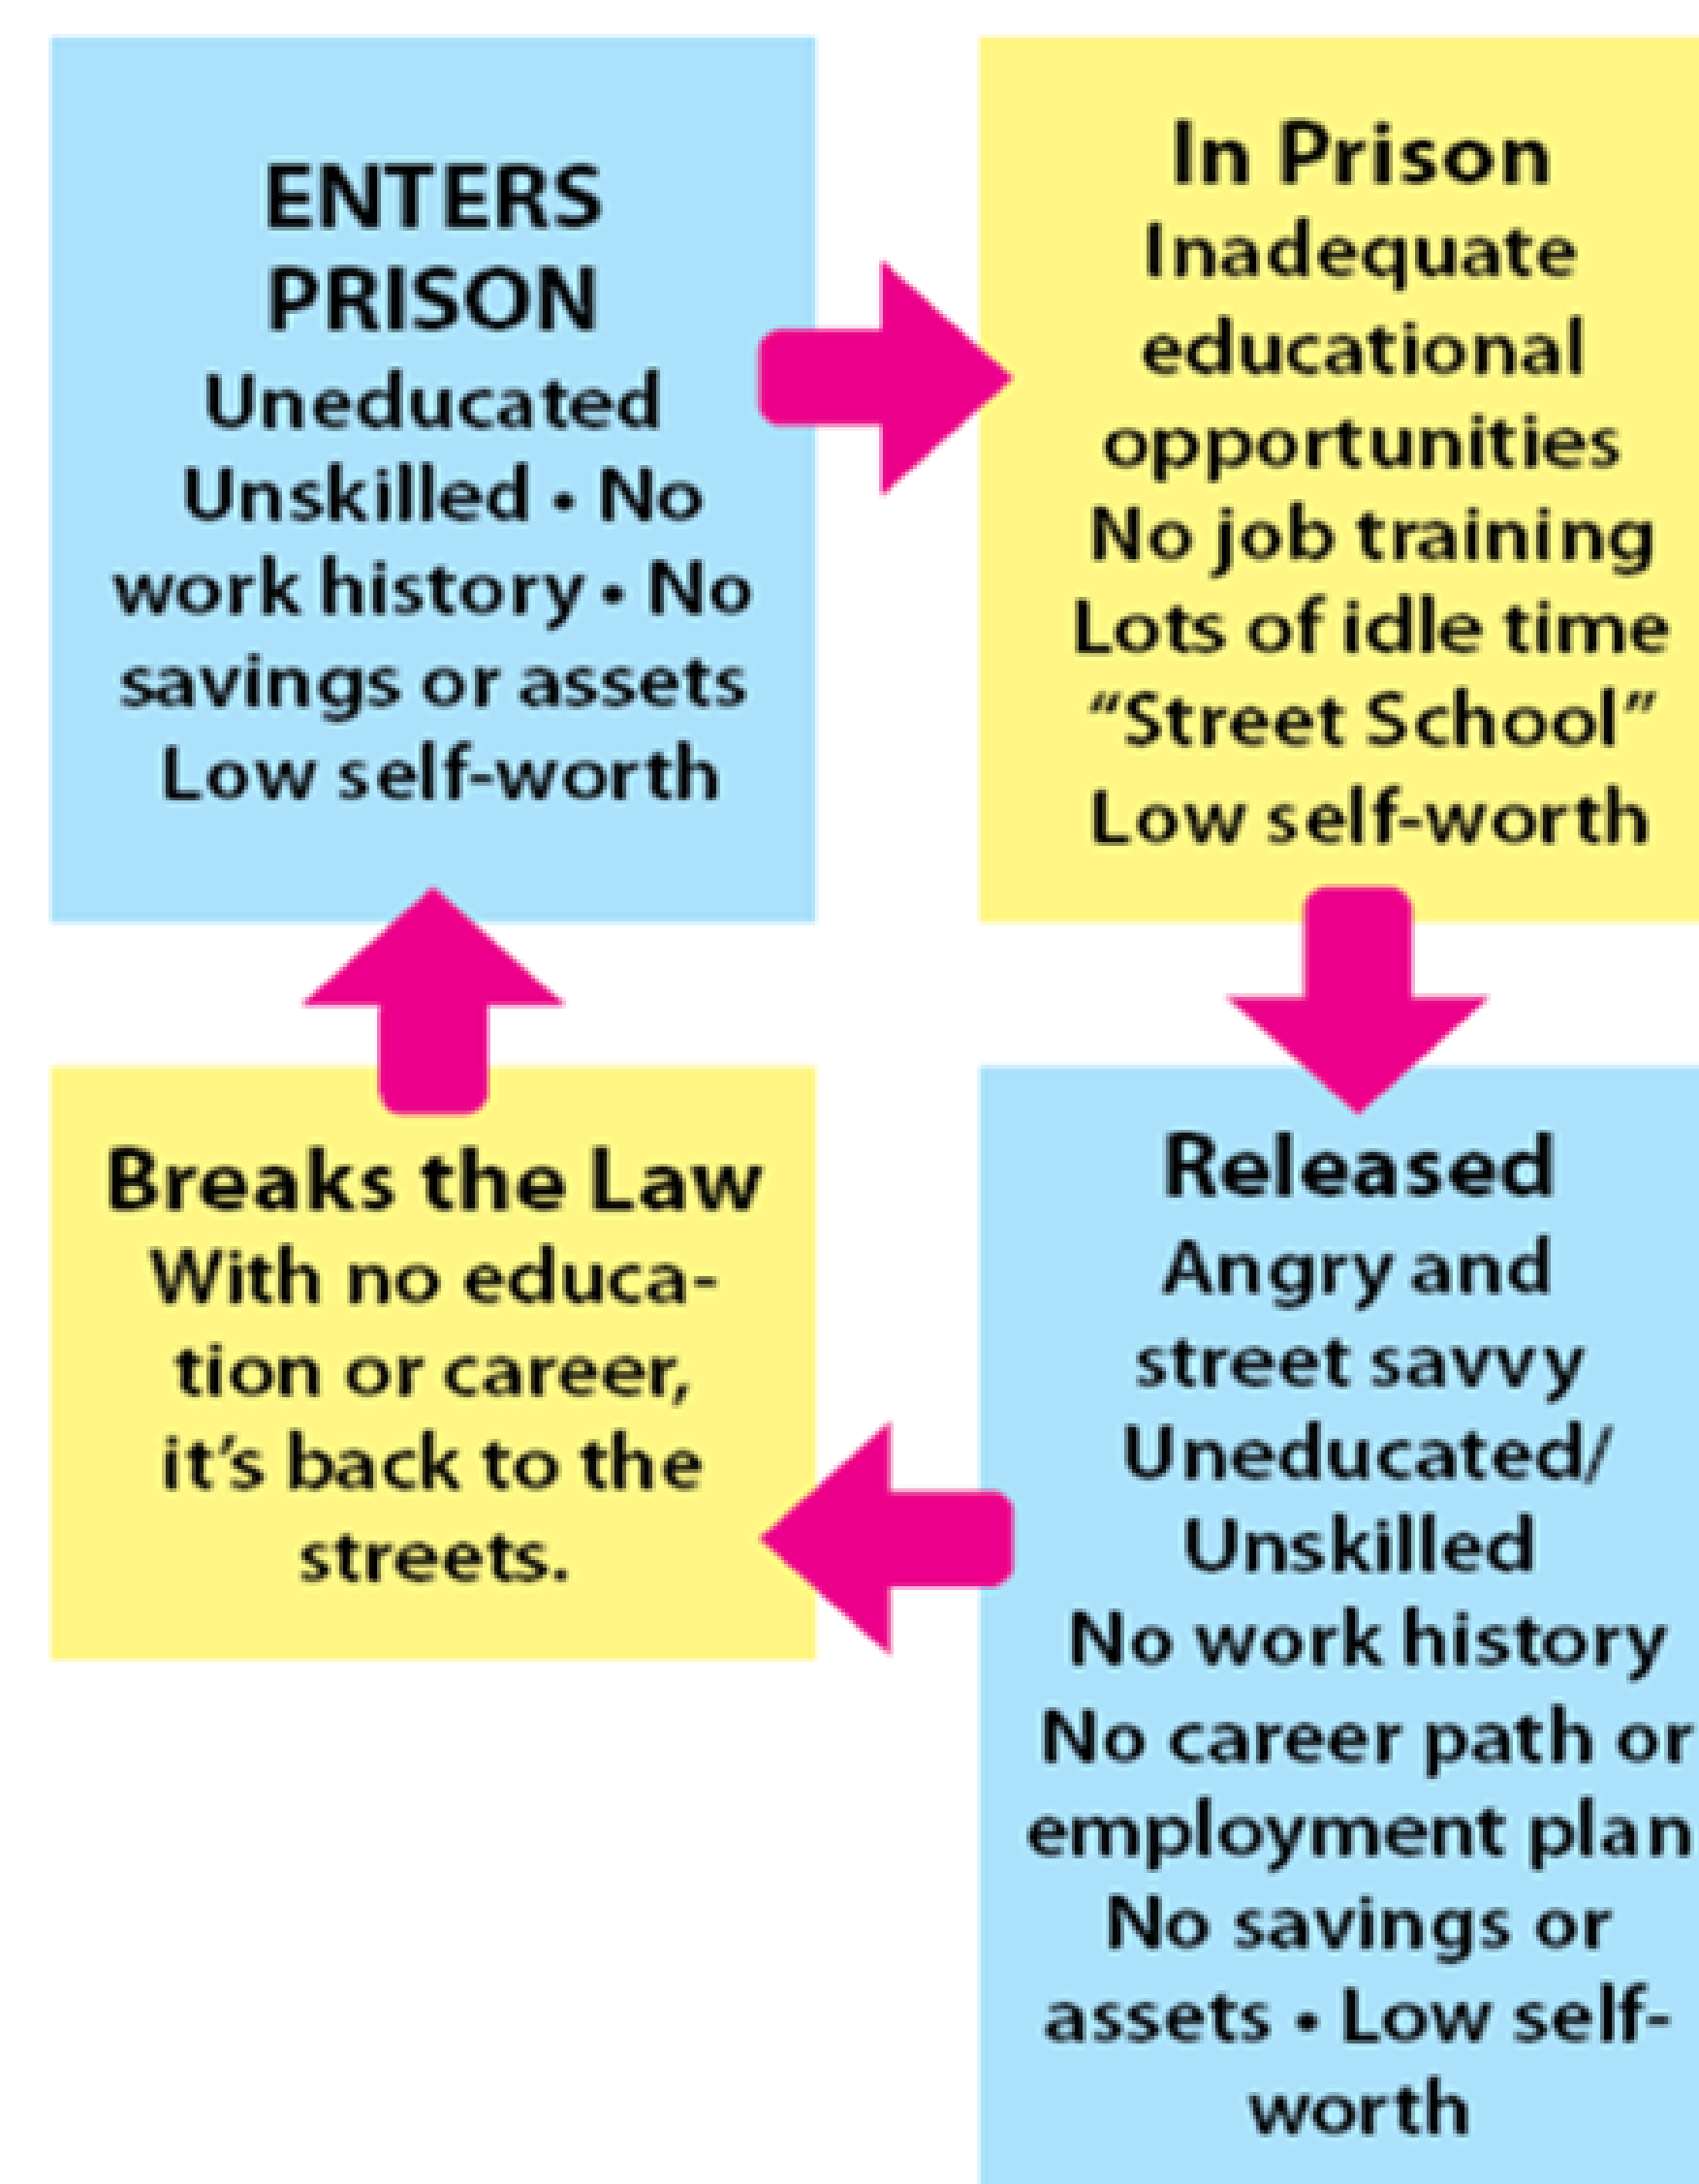 ENTERS
PRISON
Uneducated
Unskilled • No
work history • No
savings or assets
Low self-worth
In Prison
Inadequate
educational
opportunities
No job training
Lots of idle time
“Street School”
Low self-worth
Released
Angry and
street savvy
Uneducated/
Unskilled
No work history
No career path or
employment plan
No savings or
assets • Low self-
worth
Breaks the Law
With no educa-
tion or career,
it’s back to the
streets.